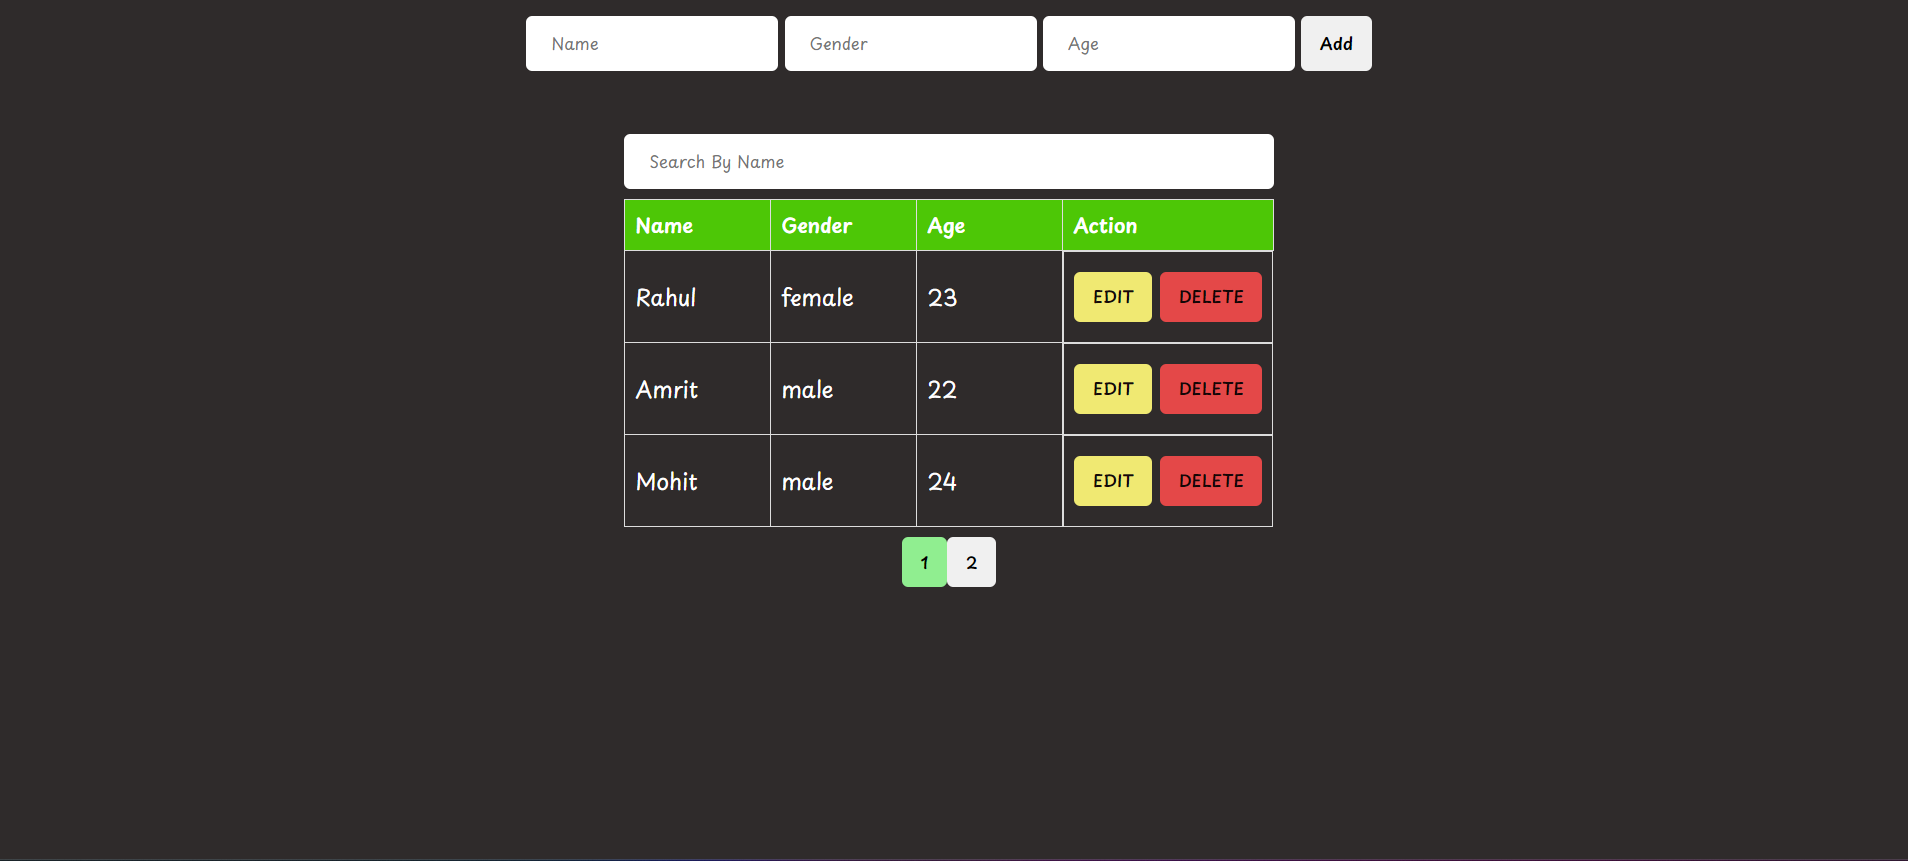 Name Gender Age Add
Search By Name
Name Gender Age Action
Rahul female 23 EDIT DELETE
Amrit male 22 EDIT DELETE
Mohit male 24 EDIT DELETE
1 2